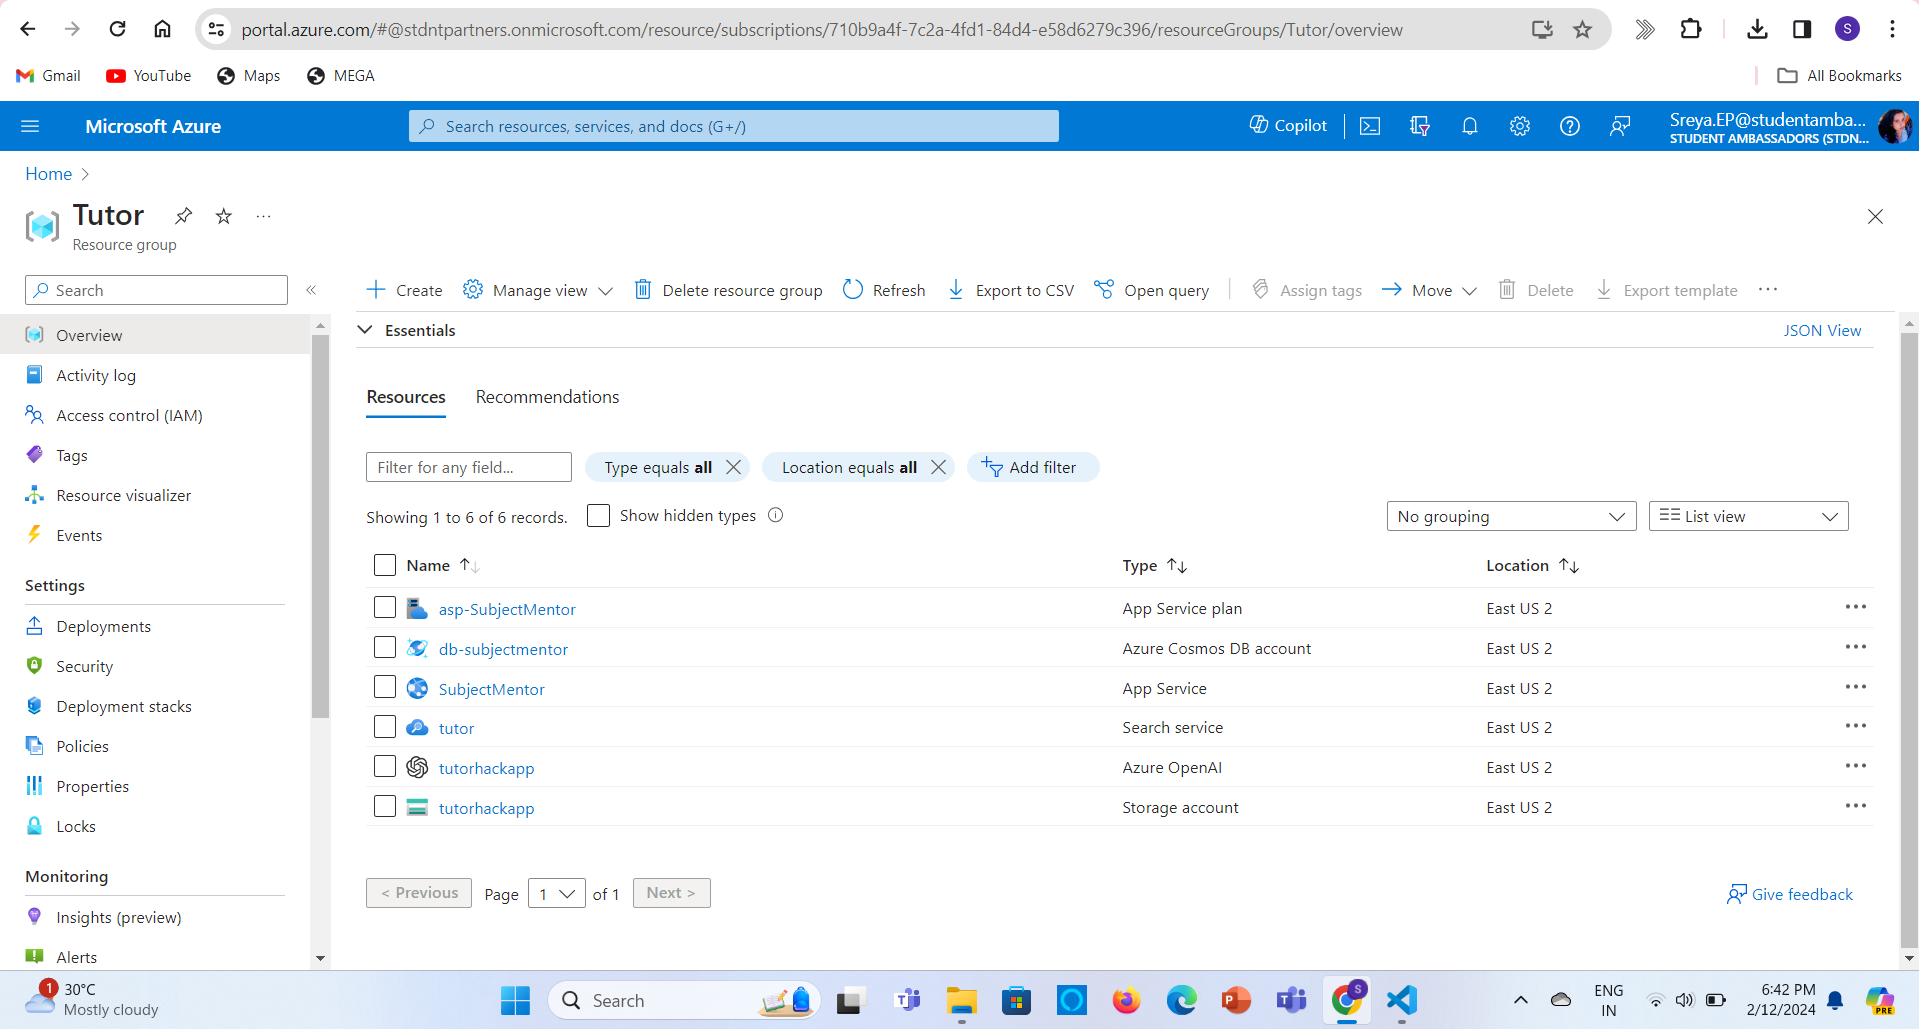 portal.azure.com/#@stdntpartners.onmicrosoft.com/resource/subscriptions/710b9a4f-7c2a-4fd1-84d4-e58d6279c396/resourceGroups/Tutor/overview
S
Gmail YouTube Maps MEGA All Bookmarks
Microsoft Azure
Search resources, services, and docs (G+/)
Copilot
Sreya.EP@studentamba...
STUDENT AMBASSADORS (STDN...
Home
Tutor
Resource group
Search
Create Manage view Delete resource group Refresh Export to CSV Open query Assign tags Move Delete Export template
Essentials
JSON View
Overview
Activity log
Access control (IAM)
Tags
Resource visualizer
Events
Settings
Deployments
Security
Deployment stacks
Policies
Properties
Locks
Monitoring
Insights (preview)
Alerts
Resources Recommendations
Filter for any field...
Type equals all
Location equals all
Add filter
Showing 1 to 6 of 6 records.
Show hidden types
No grouping
List view
Name Type Location
asp-SubjectMentor App Service plan East US 2
db-subjectmentor Azure Cosmos DB account East US 2
SubjectMentor App Service East US 2
tutor Search service East US 2
tutorhackapp Azure OpenAI East US 2
tutorhackapp Storage account East US 2
< Previous Page 1 of 1 Next >
Give feedback
1
30°C
Mostly cloudy
Search
S
ENG
IN
6:42 PM
2/12/2024
PRE